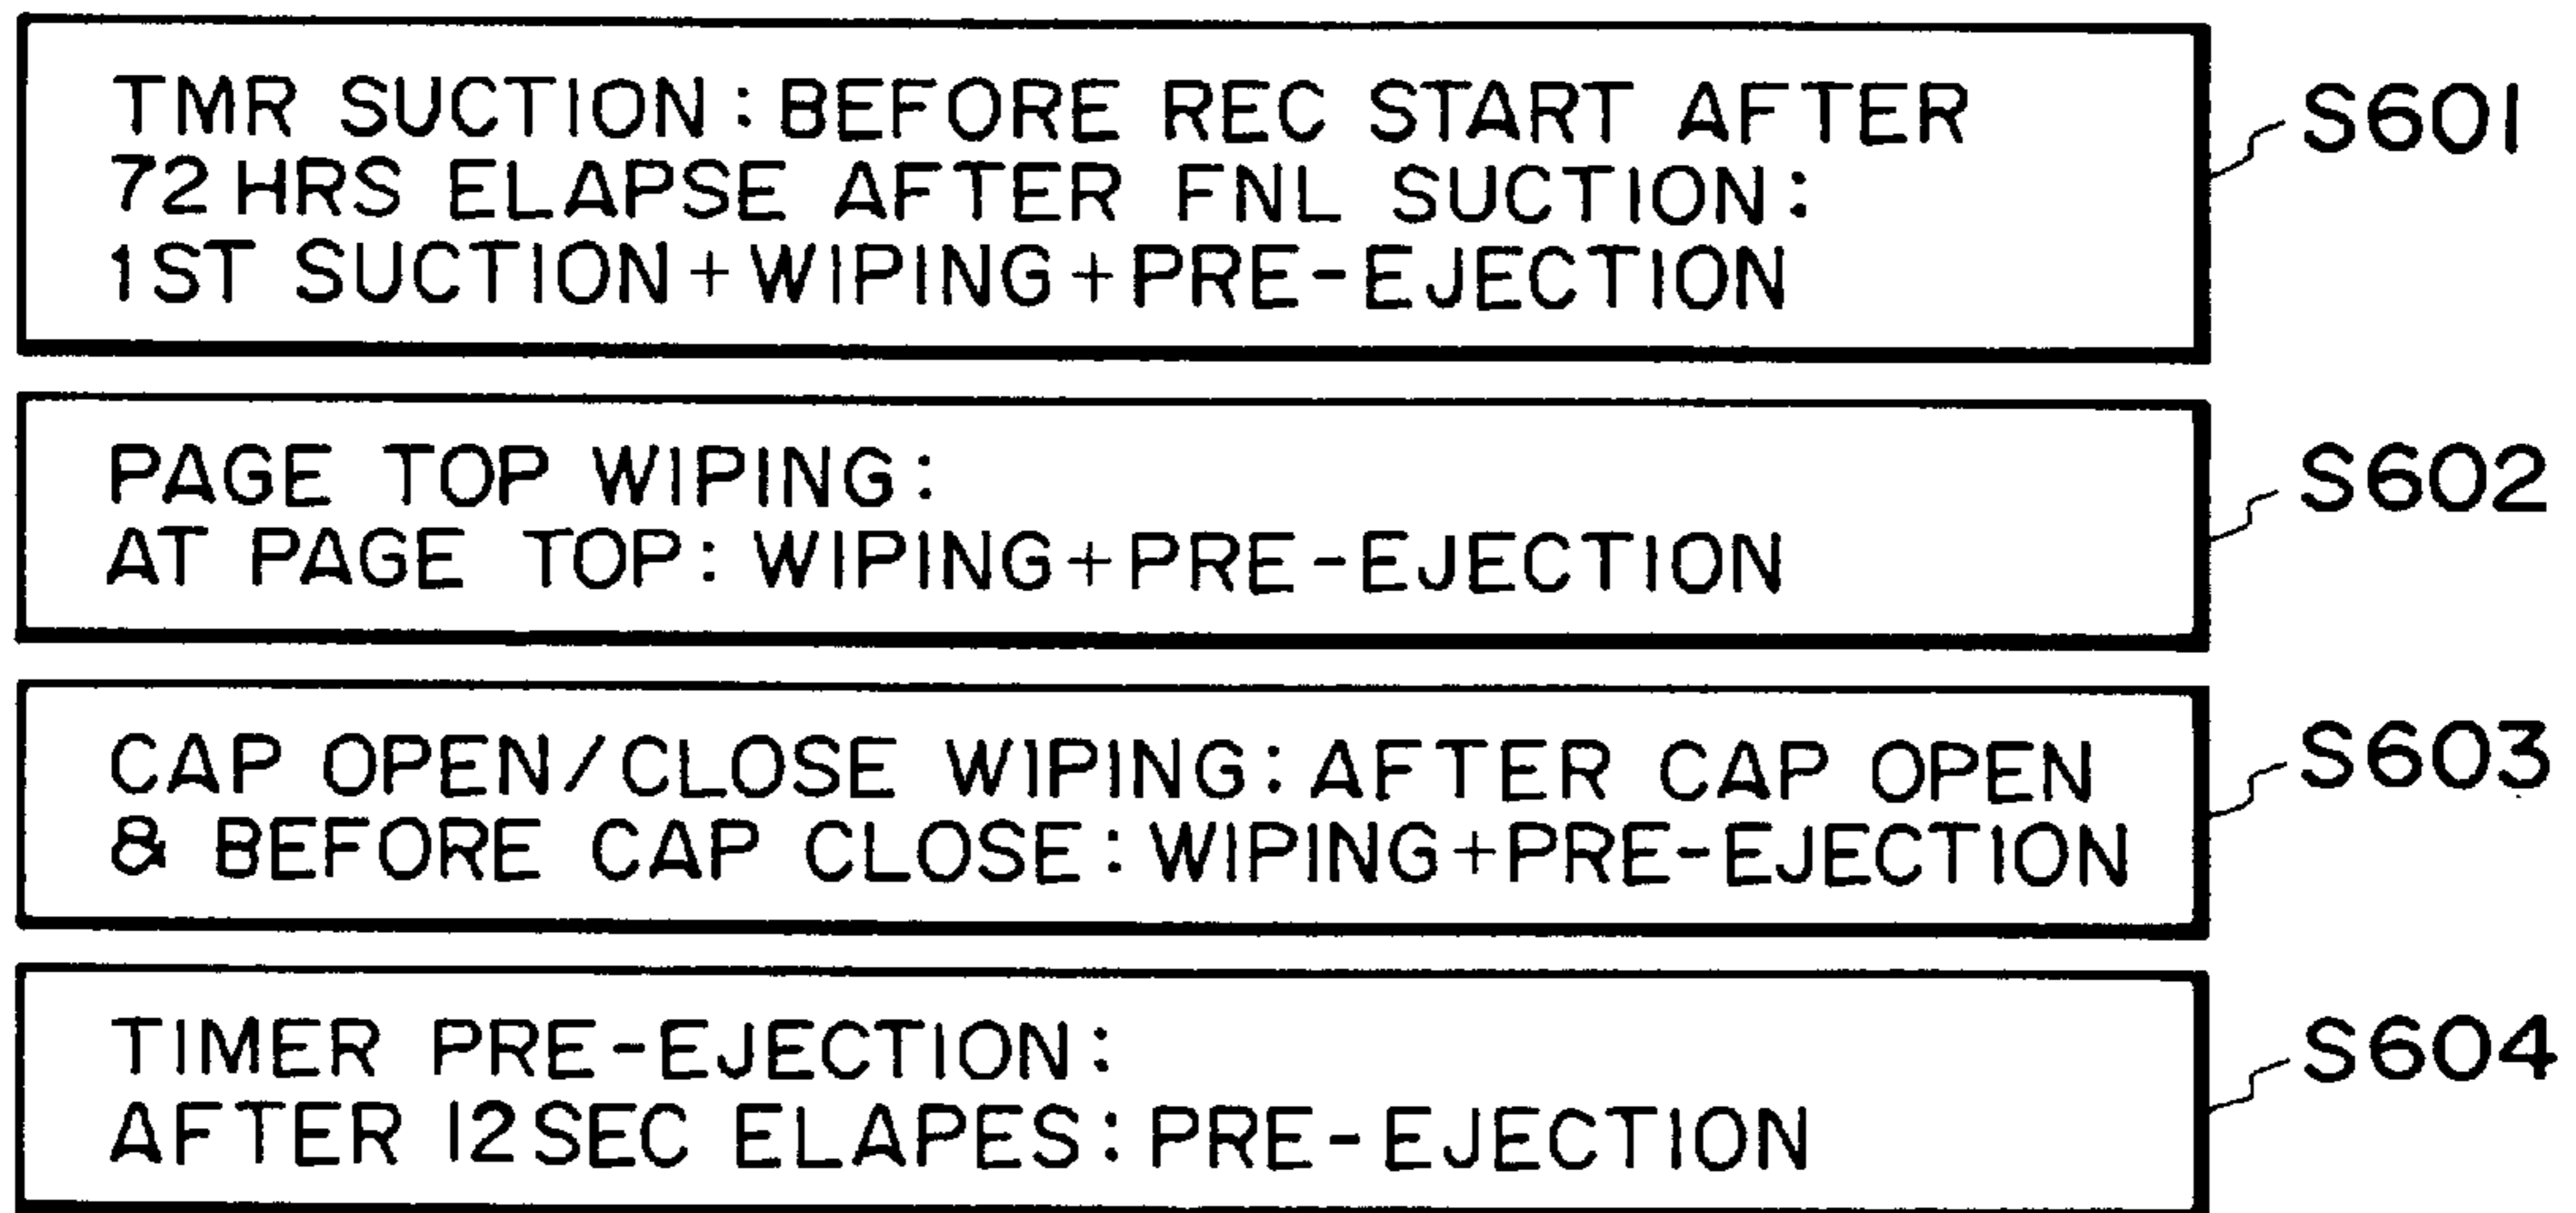 TMR SUCTION: BEFORE REC START AFTER
72 HRS ELAPSE AFTER FNL SUCTION:
1ST SUCTION+WIPING+PRE-EJECTION
S601
PAGE TOP WIPING:
AT PAGE TOP: WIPING+PRE-EJECTION
S602
CAP OPEN/CLOSE WIPING: AFTER CAP OPEN
& BEFORE CAP CLOSE: WIPING+PRE-EJECTION
S603
TIMER PRE-EJECTION:
AFTER 12 SEC ELAPES: PRE-EJECTION
S604